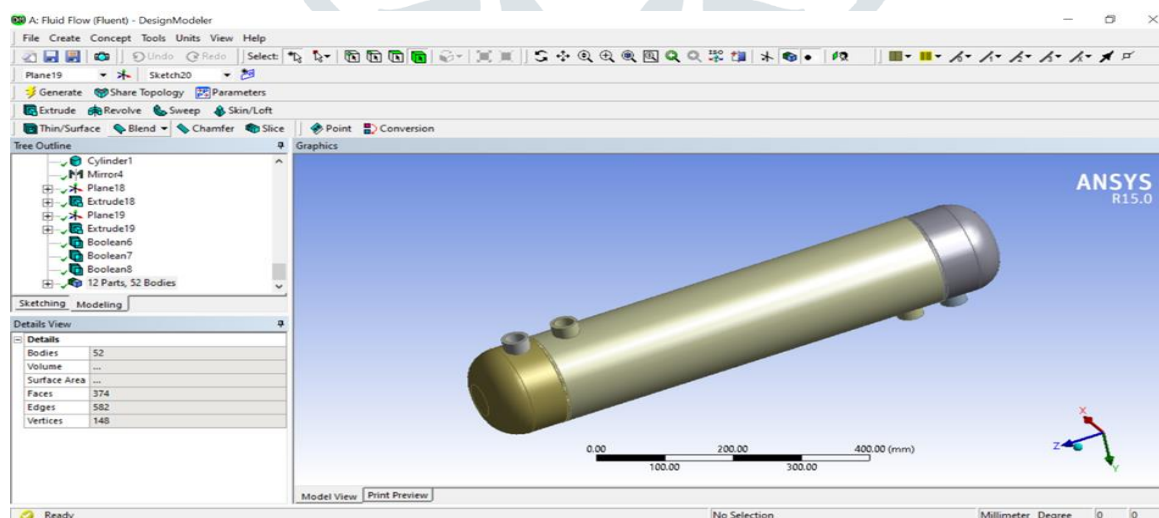 A: Fluid Flow (Fluent) - DesignModeler
File Create Concept Tools Units View Help
Undo Redo Select:
Plane19 Sketch20
Generate Share Topology Parameters
Extrude Revolve Sweep Skin/Loft
Thin/Surface Blend Chamfer Slice Point Conversion
Tree Outline
Cylinder1
Mirror4
Plane18
Extrude18
Plane19
Extrude19
Boolean6
Boolean7
Boolean8
12 Parts, 52 Bodies
Sketching Modeling
Details View
Details
Bodies 52
Volume ...
Surface Area ...
Faces 374
Edges 582
Vertices 148
Graphics
ANSYS
R15.0
0.00 200.00 400.00 (mm)
100.00 300.00
X
Z
Y
Model View Print Preview
Ready No Selection Millimeter Degree 0 0